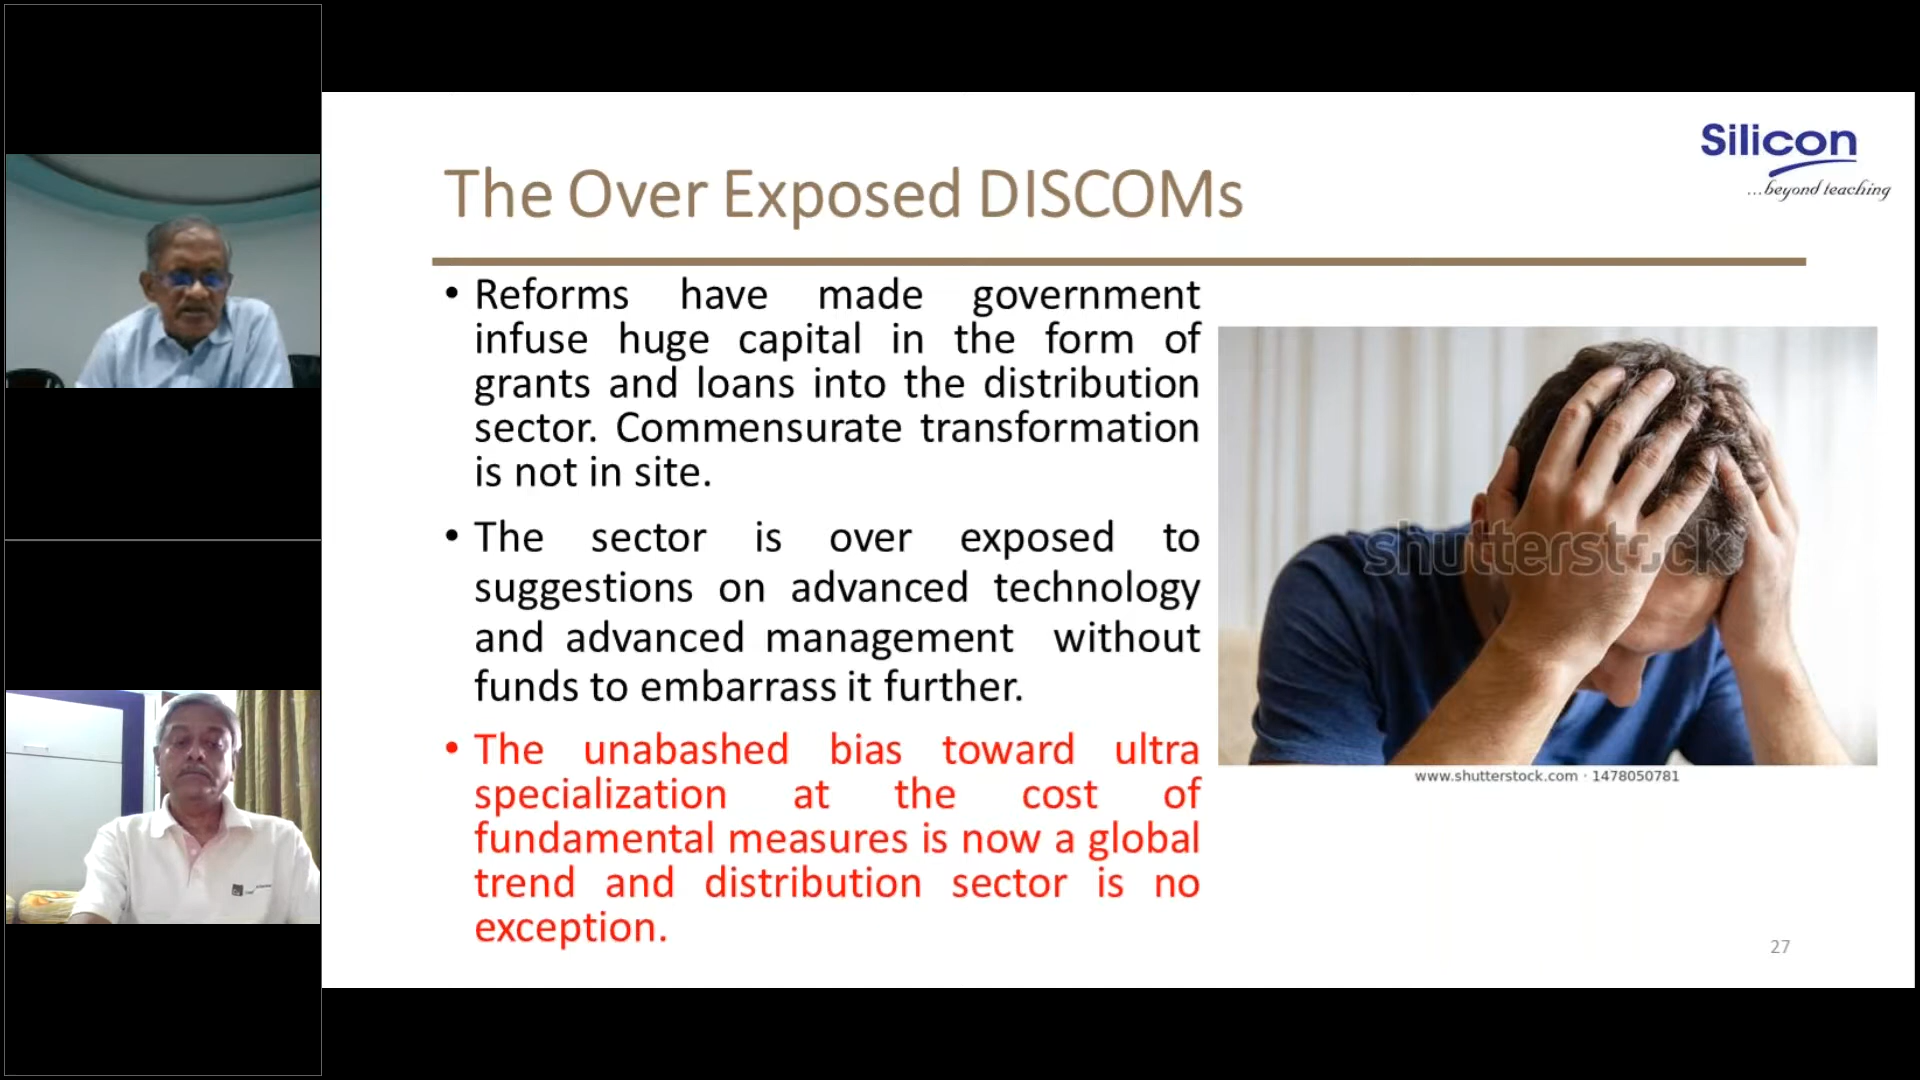 Silicon
...beyond teaching
The Over Exposed DISCOMs
• Reforms have made government
infuse huge capital in the form of
grants and loans into the distribution
sector. Commensurate transformation
is not in site.
• The sector is over exposed to
suggestions on advanced technology
and advanced management without
funds to embarrass it further.
• The unabashed bias toward ultra
specialization at the cost of
fundamental measures is now a global
trend and distribution sector is no
exception.
shutterstock
www.shutterstock.com · 1478050781
27